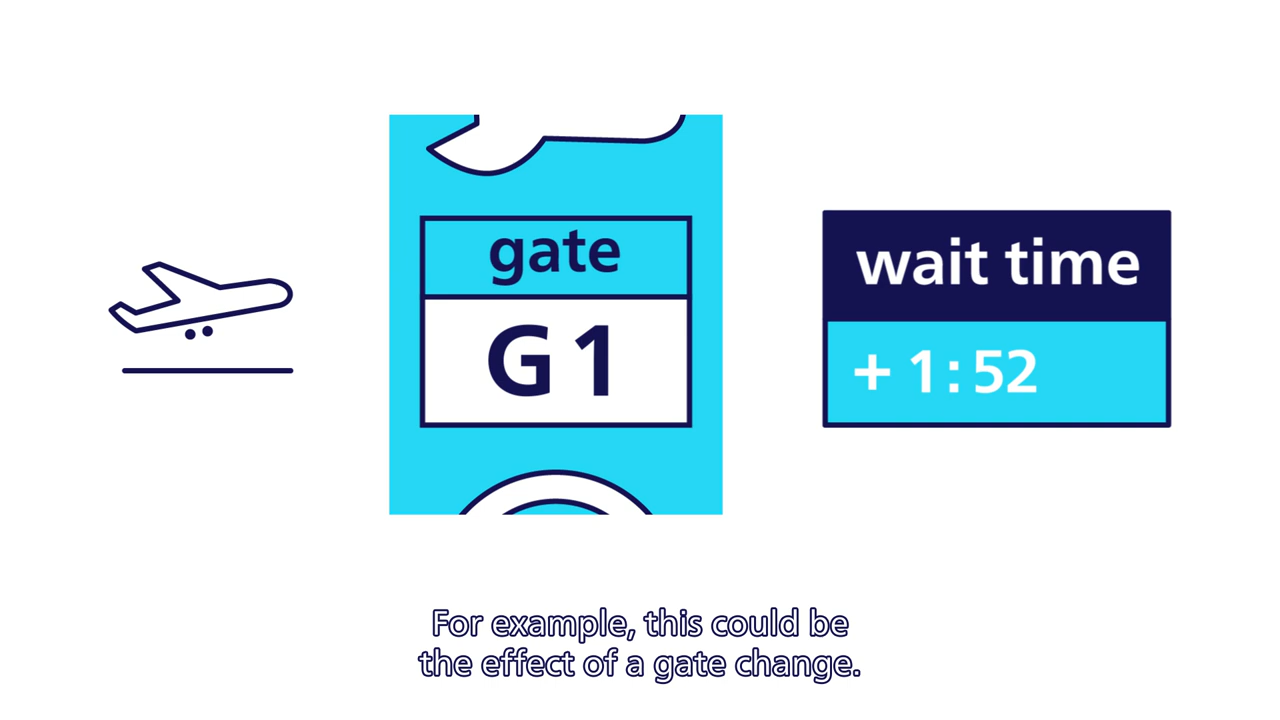 gate
G1
wait time
+ 1:52
For example, this could be
the effect of a gate change.